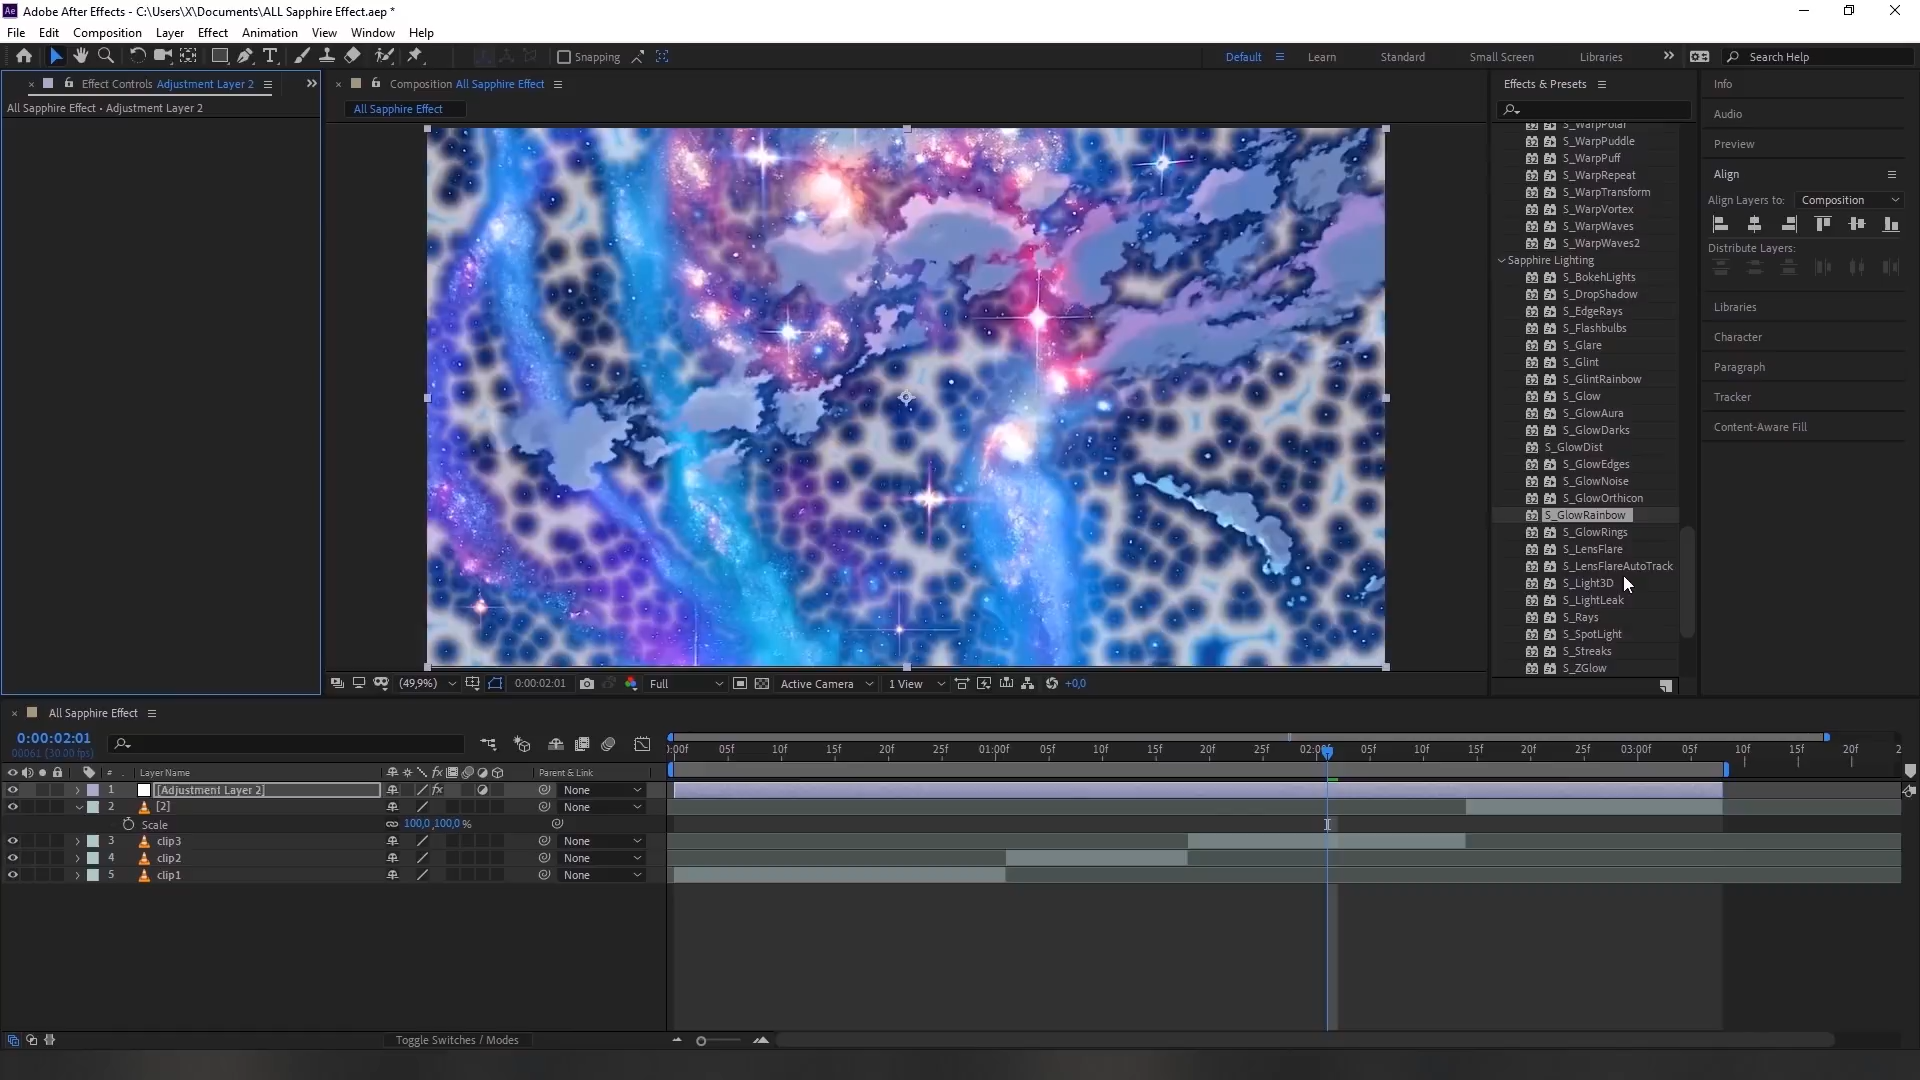 Ae Adobe After Effects - C:\Users\X\Documents\ALL Sapphire Effect.aep *
File Edit Composition Layer Effect Animation View Window Help
Snapping Default Learn Standard Small Screen Libraries Search Help
Effect Controls Adjustment Layer 2
All Sapphire Effect • Adjustment Layer 2
Composition All Sapphire Effect
All Sapphire Effect
(49,9%) 0:00:02:01 Full Active Camera 1 View +0,0
Effects & Presets
S_WarpPolar
S_WarpPuddle
S_WarpPuff
S_WarpRepeat
S_WarpTransform
S_WarpVortex
S_WarpWaves
S_WarpWaves2
Sapphire Lighting
S_BokehLights
S_DropShadow
S_EdgeRays
S_Flashbulbs
S_Glare
S_Glint
S_GlintRainbow
S_Glow
S_GlowAura
S_GlowDarks
S_GlowDist
S_GlowEdges
S_GlowNoise
S_GlowOrthicon
S_GlowRainbow
S_GlowRings
S_LensFlare
S_LensFlareAutoTrack
S_Light3D
S_LightLeak
S_Rays
S_SpotLight
S_Streaks
S_ZGlow
Info
Audio
Preview
Align
Align Layers to: Composition
Distribute Layers:
Libraries
Character
Paragraph
Tracker
Content-Aware Fill
All Sapphire Effect
0:00:02:01
00061 (30.00 fps)
# Layer Name Parent & Link
1 [Adjustment Layer 2] None
2 [2] None
Scale 100,0,100,0 %
3 clip3 None
4 clip2 None
5 clip1 None
:00f 05f 10f 15f 20f 25f 01:00f 05f 10f 15f 20f 25f 02:00f 05f 10f 15f 20f 25f 03:00f 05f 10f 15f 20f 2
Toggle Switches / Modes